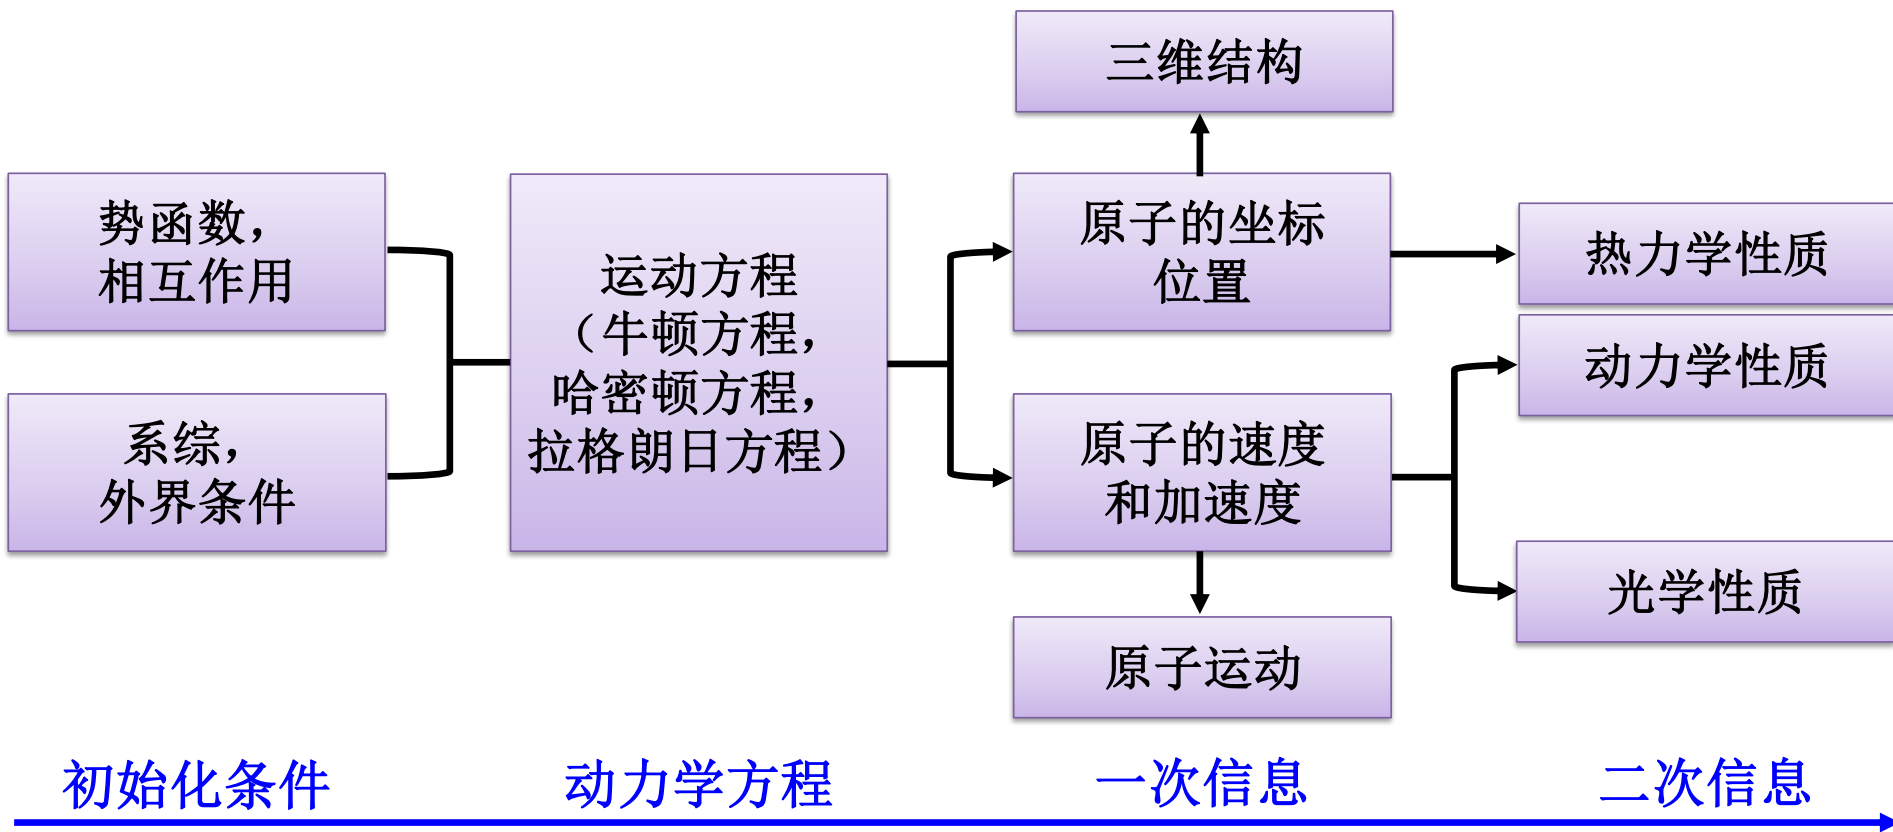 三维结构
势函数，
相互作用
系综，
外界条件
运动方程
（牛顿方程，
哈密顿方程，
拉格朗日方程）
原子的坐标
位置
原子的速度
和加速度
原子运动
热力学性质
动力学性质
光学性质
初始化条件
动力学方程
一次信息
二次信息